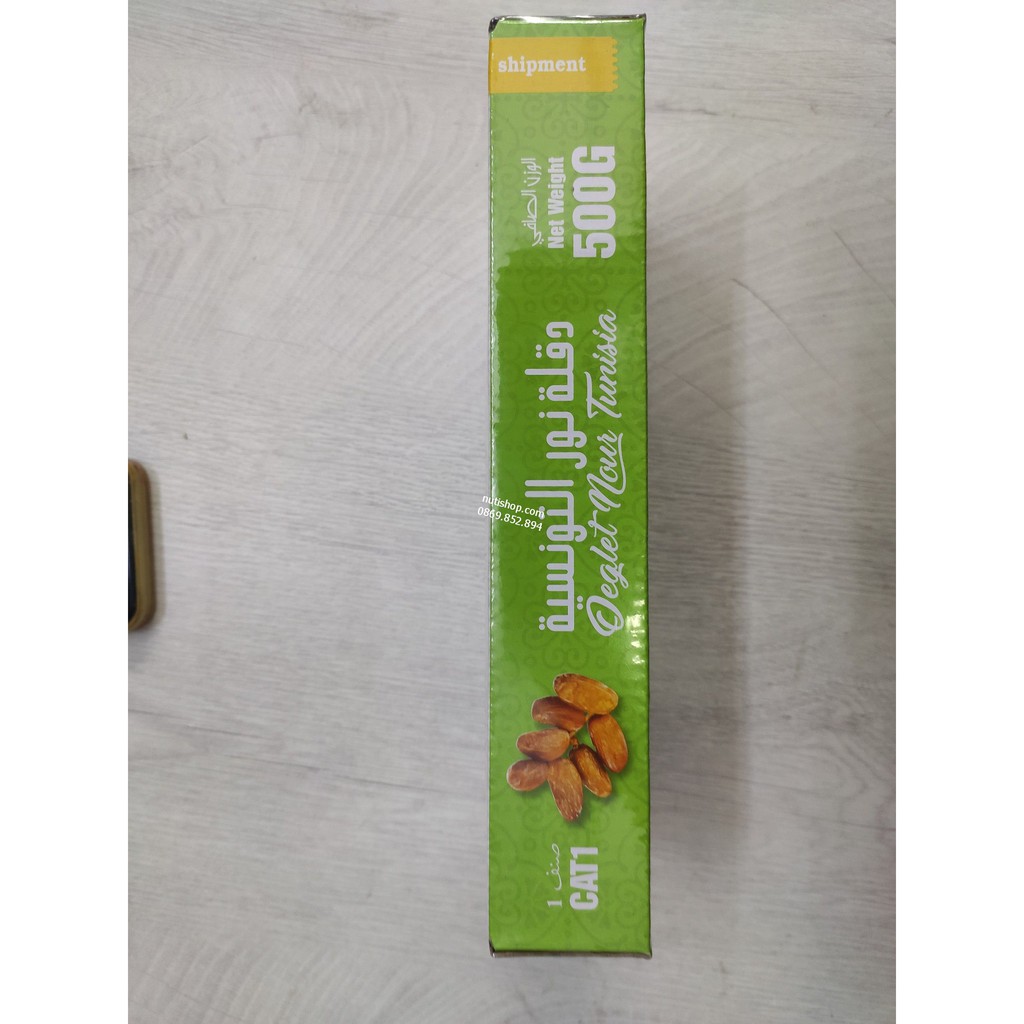 shipment
الوزن الصافي
Net Weight
500G
دقلة نور التونسية
Deglet Nour Tunisia
nutishop.com
0869.852.894
صنف 1
CAT1